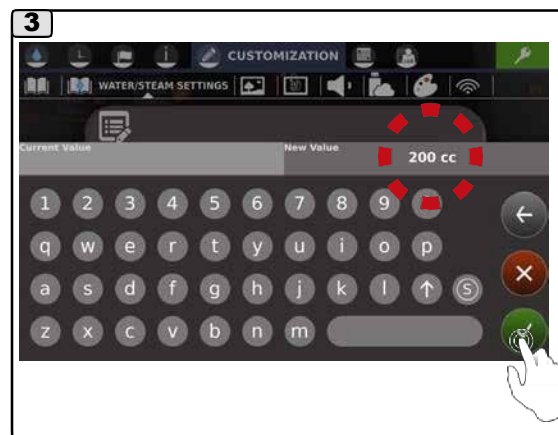 3
CUSTOMIZATION
WATER/STEAM SETTINGS
Current Value New Value
200 cc
1 2 3 4 5 6 7 8 9
q w e r t y u i o p
a s d f g h j k l ↑ S
z x c v b n m